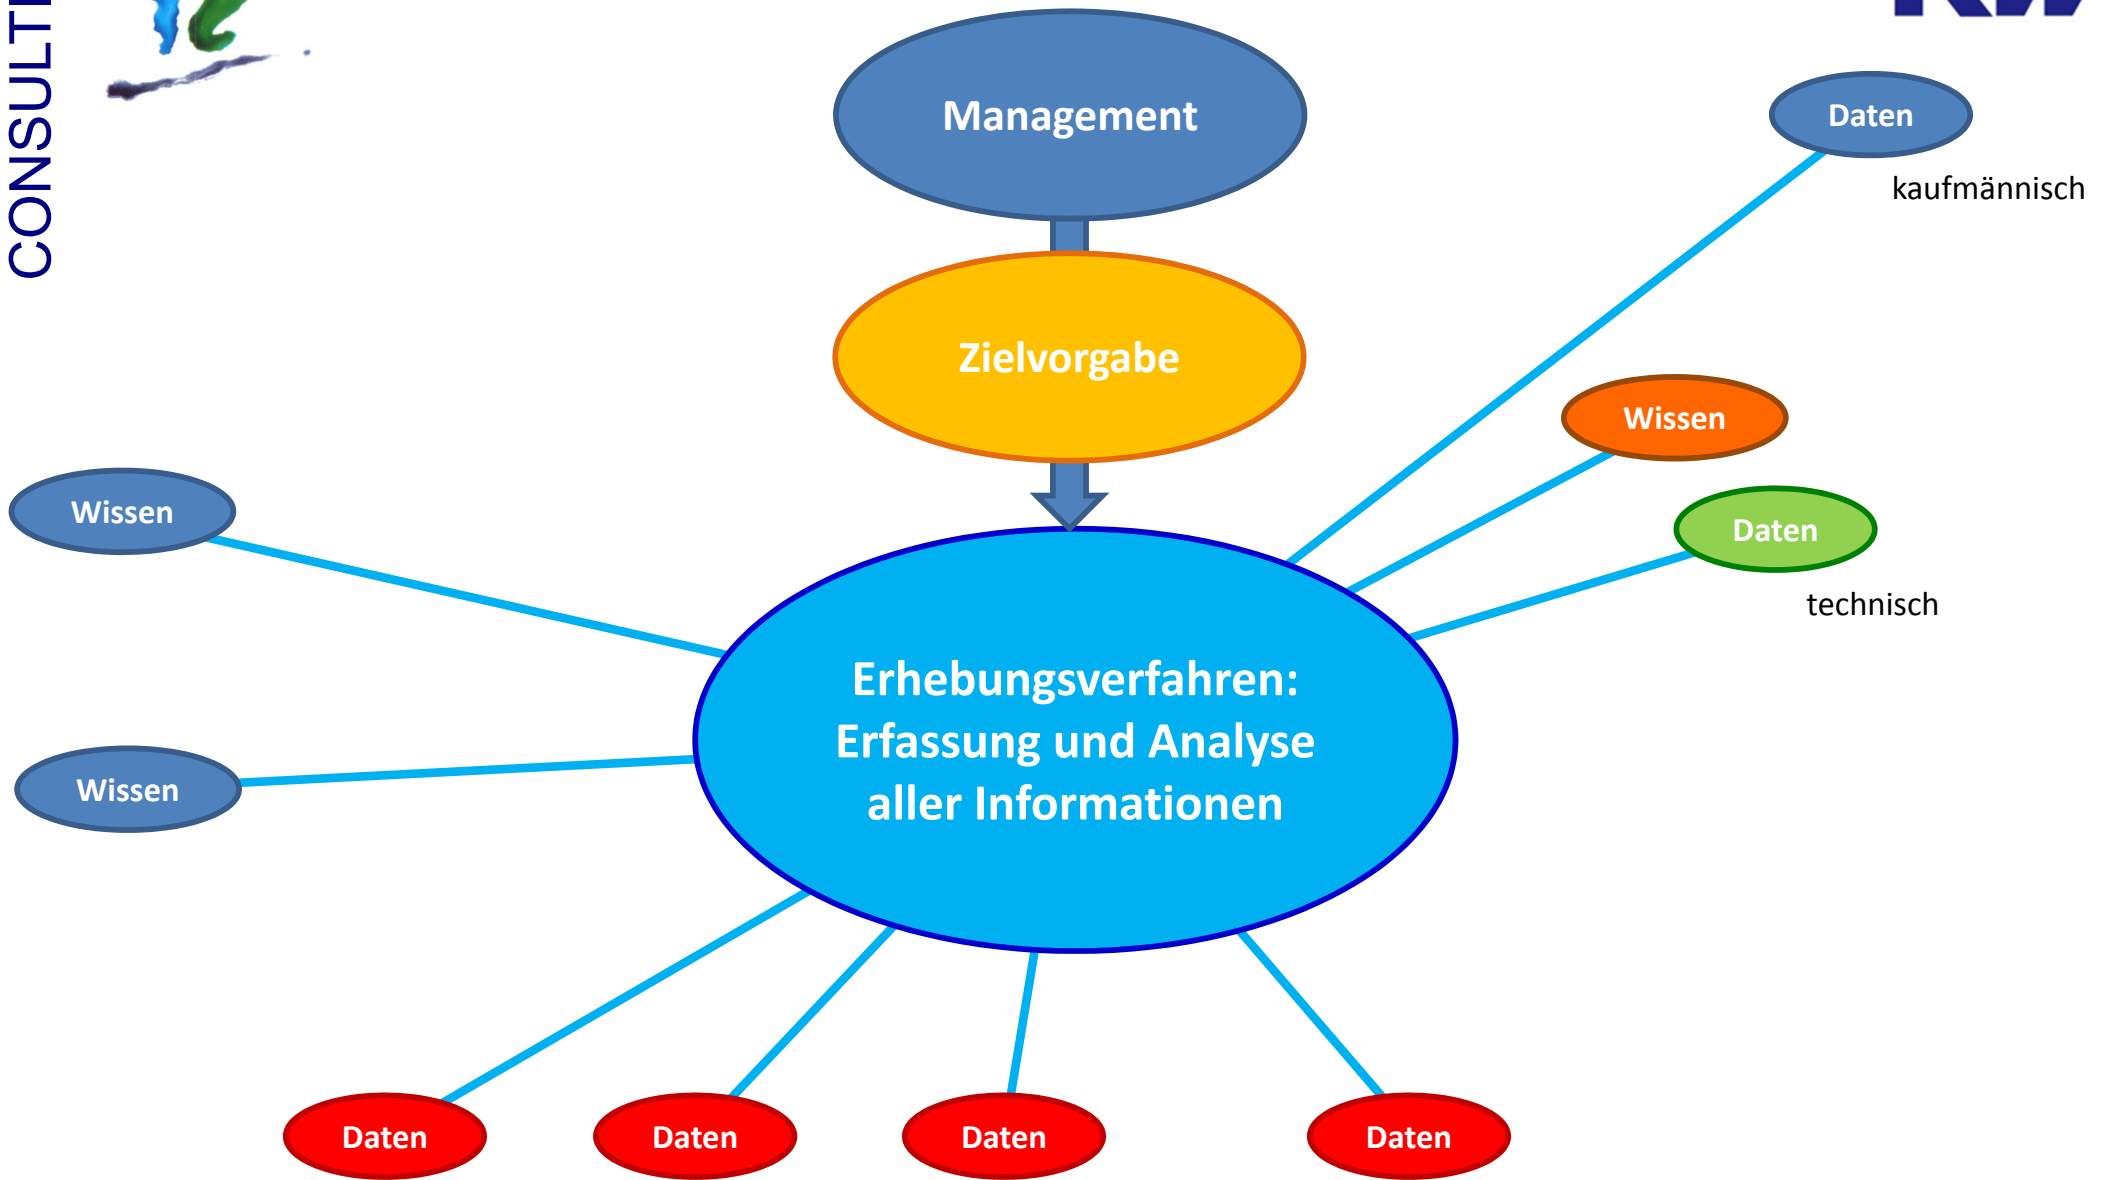 Management
Daten
kaufmännisch
Zielvorgabe
Wissen
Daten
technisch
Wissen
Wissen
Erhebungsverfahren:
Erfassung und Analyse
aller Informationen
Daten
Daten
Daten
Daten